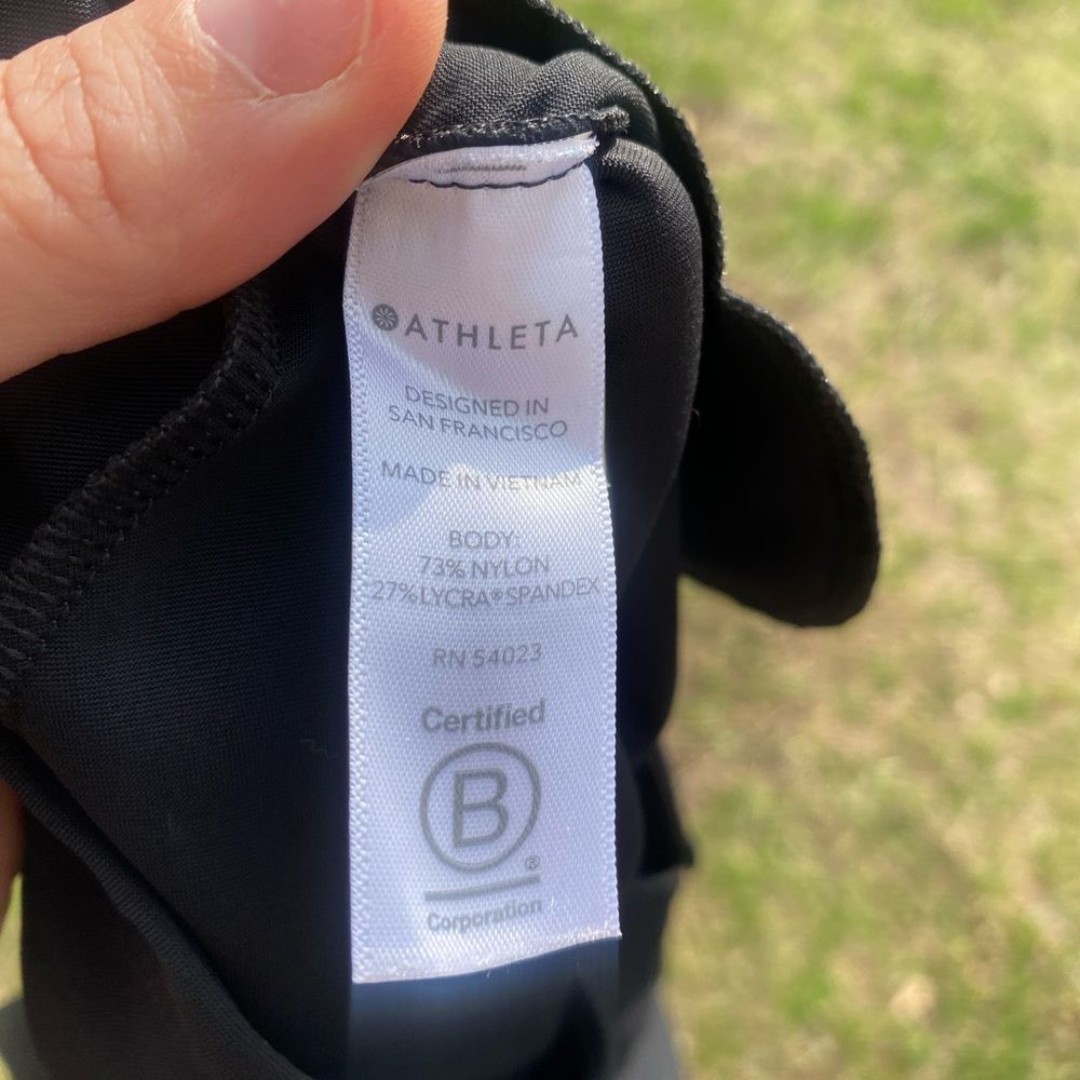 ATHLETA
DESIGNED IN
SAN FRANCISCO
MADE IN VIETNAM
BODY:
73% NYLON
27% LYCRA® SPANDEX
RN 54023
Certified
B
®
Corporation